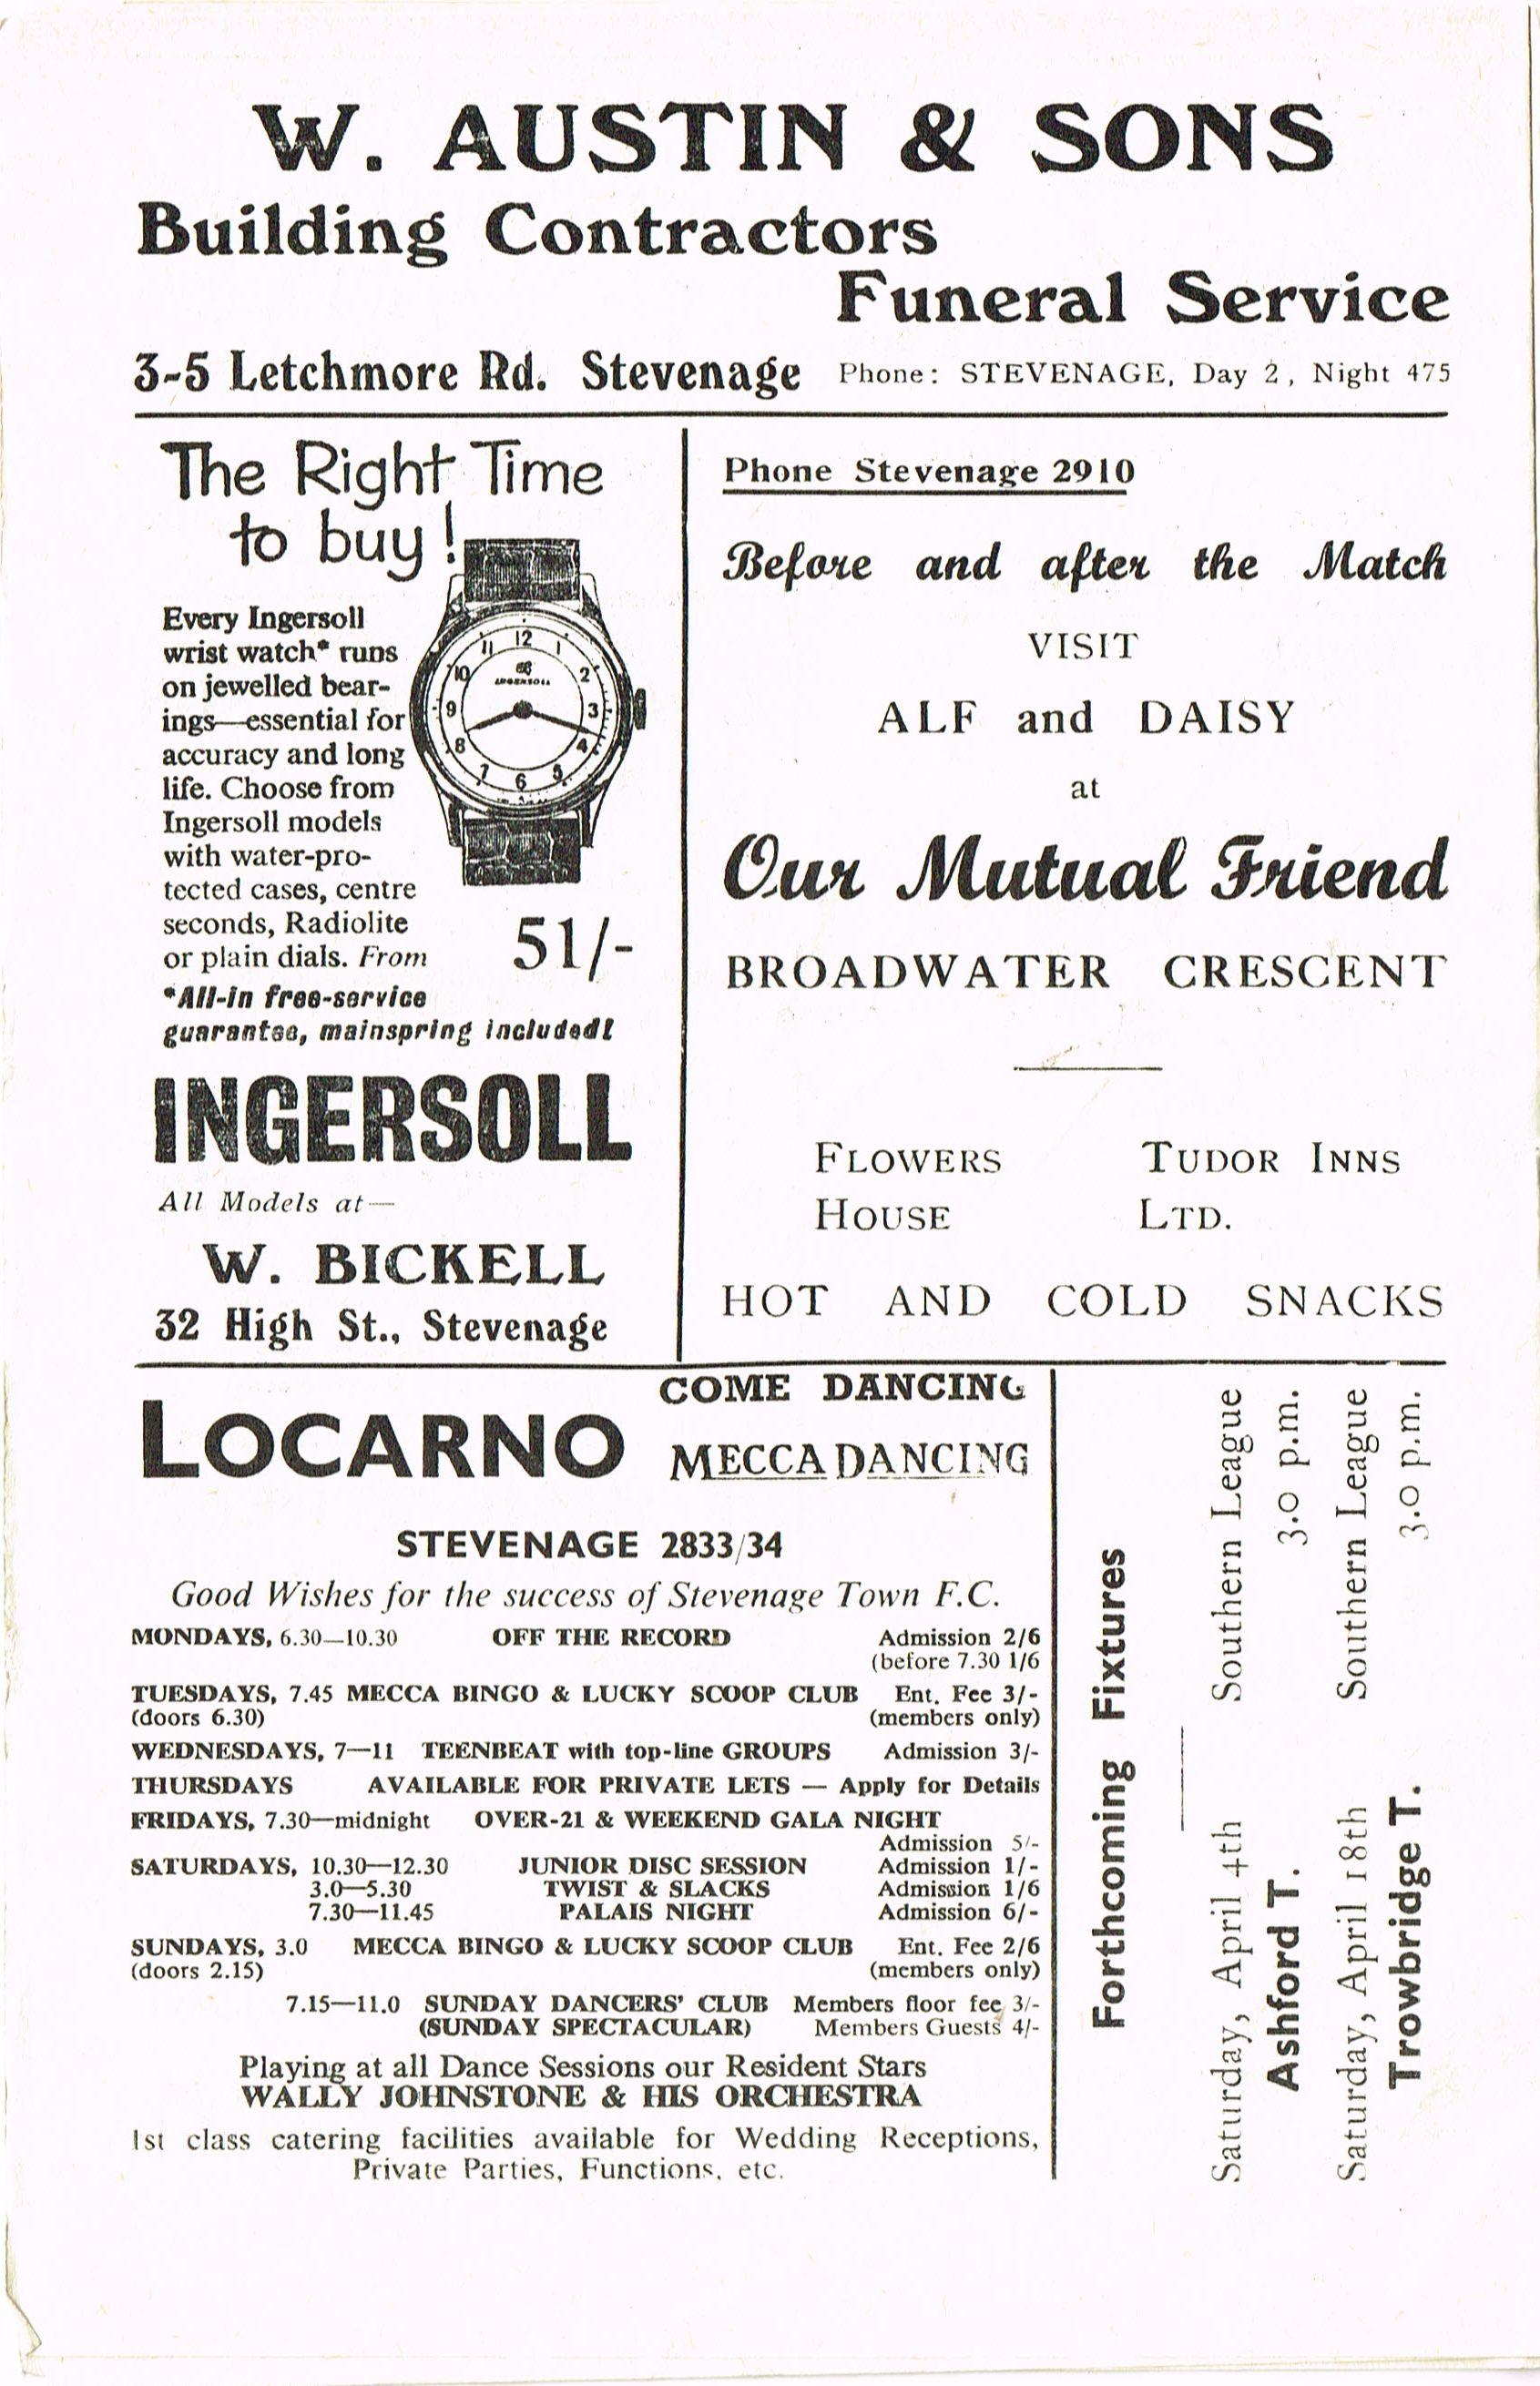 W. AUSTIN & SONS
Building Contractors
Funeral Service
3-5 Letchmore Rd. Stevenage Phone: STEVENAGE, Day 2, Night 475
The Right Time
to buy!
Every Ingersoll
wrist watch* runs
on jewelled bear-
ings—essential for
accuracy and long
life. Choose from
Ingersoll models
with water-pro-
tected cases, centre
seconds, Radiolite
or plain dials. From 51/-
*All-in free-service
guarantee, mainspring included!
12
1
2
3
4
5
6
7
8
9
10
11
INGERSOLL
INGERSOLL
All Models at—
W. BICKELL
32 High St., Stevenage
Phone Stevenage 2910
Before and after the Match
VISIT
ALF and DAISY
at
Our Mutual Friend
BROADWATER CRESCENT
FLOWERS TUDOR INNS
HOUSE LTD.
HOT AND COLD SNACKS
LOCARNO
COME DANCING
MECCA DANCING
STEVENAGE 2833/34
Good Wishes for the success of Stevenage Town F.C.
MONDAYS, 6.30—10.30 OFF THE RECORD Admission 2/6
(before 7.30 1/6
TUESDAYS, 7.45 MECCA BINGO & LUCKY SCOOP CLUB Ent. Fee 3/-
(doors 6.30) (members only)
WEDNESDAYS, 7—11 TEENBEAT with top-line GROUPS Admission 3/-
THURSDAYS AVAILABLE FOR PRIVATE LETS — Apply for Details
FRIDAYS, 7.30—midnight OVER-21 & WEEKEND GALA NIGHT
Admission 5/-
SATURDAYS, 10.30—12.30 JUNIOR DISC SESSION Admission 1/-
3.0—5.30 TWIST & SLACKS Admission 1/6
7.30—11.45 PALAIS NIGHT Admission 6/-
SUNDAYS, 3.0 MECCA BINGO & LUCKY SCOOP CLUB Ent. Fee 2/6
(doors 2.15) (members only)
7.15—11.0 SUNDAY DANCERS' CLUB Members floor fee 3/-
(SUNDAY SPECTACULAR) Members Guests 4/-
Playing at all Dance Sessions our Resident Stars
WALLY JOHNSTONE & HIS ORCHESTRA
1st class catering facilities available for Wedding Receptions,
Private Parties, Functions, etc.
Forthcoming Fixtures
Saturday, April 4th Southern League
Ashford T. 3.0 p.m.
Saturday, April 18th Southern League
Trowbridge T. 3.0 p.m.